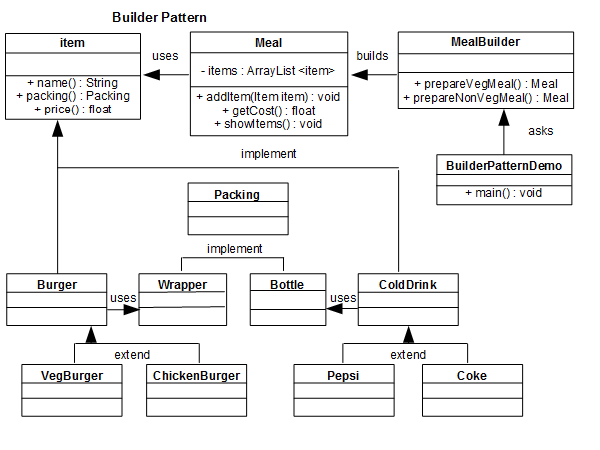 Builder Pattern
item
+ name() : String
+ packing() : Packing
+ price() : float
uses
Meal
- items : ArrayList <item>
+ addItem(Item item) : void
+ getCost() : float
+ showItems() : void
builds
MealBuilder
+ prepareVegMeal() : Meal
+ prepareNonVegMeal() : Meal
asks
BuilderPatternDemo
+ main() : void
implement
Packing
implement
Burger
uses
Wrapper
Bottle
uses
ColdDrink
extend
extend
VegBurger
ChickenBurger
Pepsi
Coke